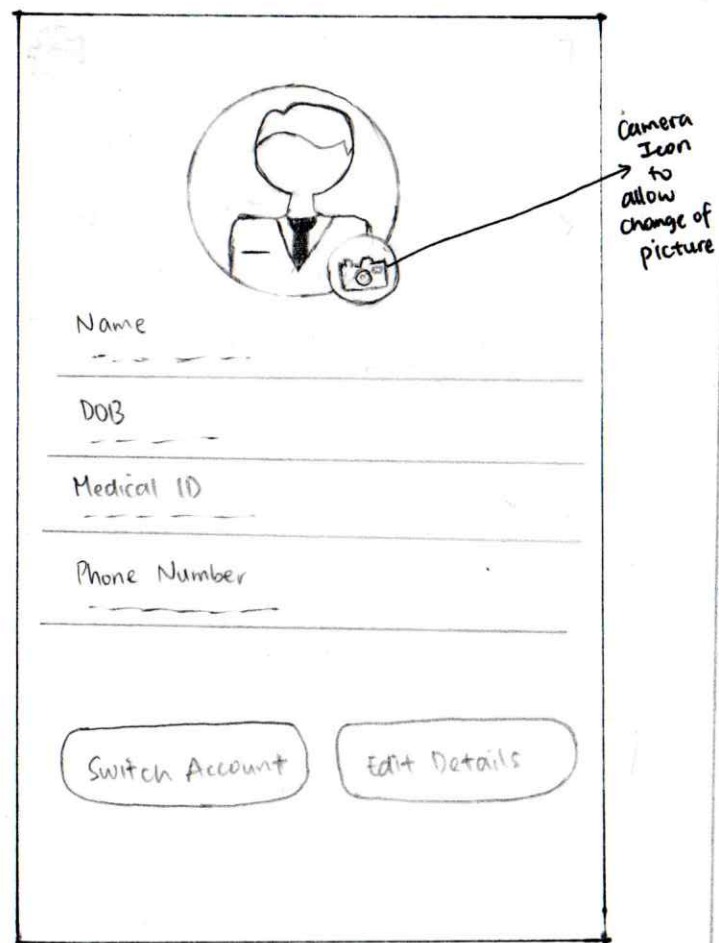 Camera
Icon
to
allow
change of
picture
Name
DOB
Medical ID
Phone Number
Switch Account
Edit Details